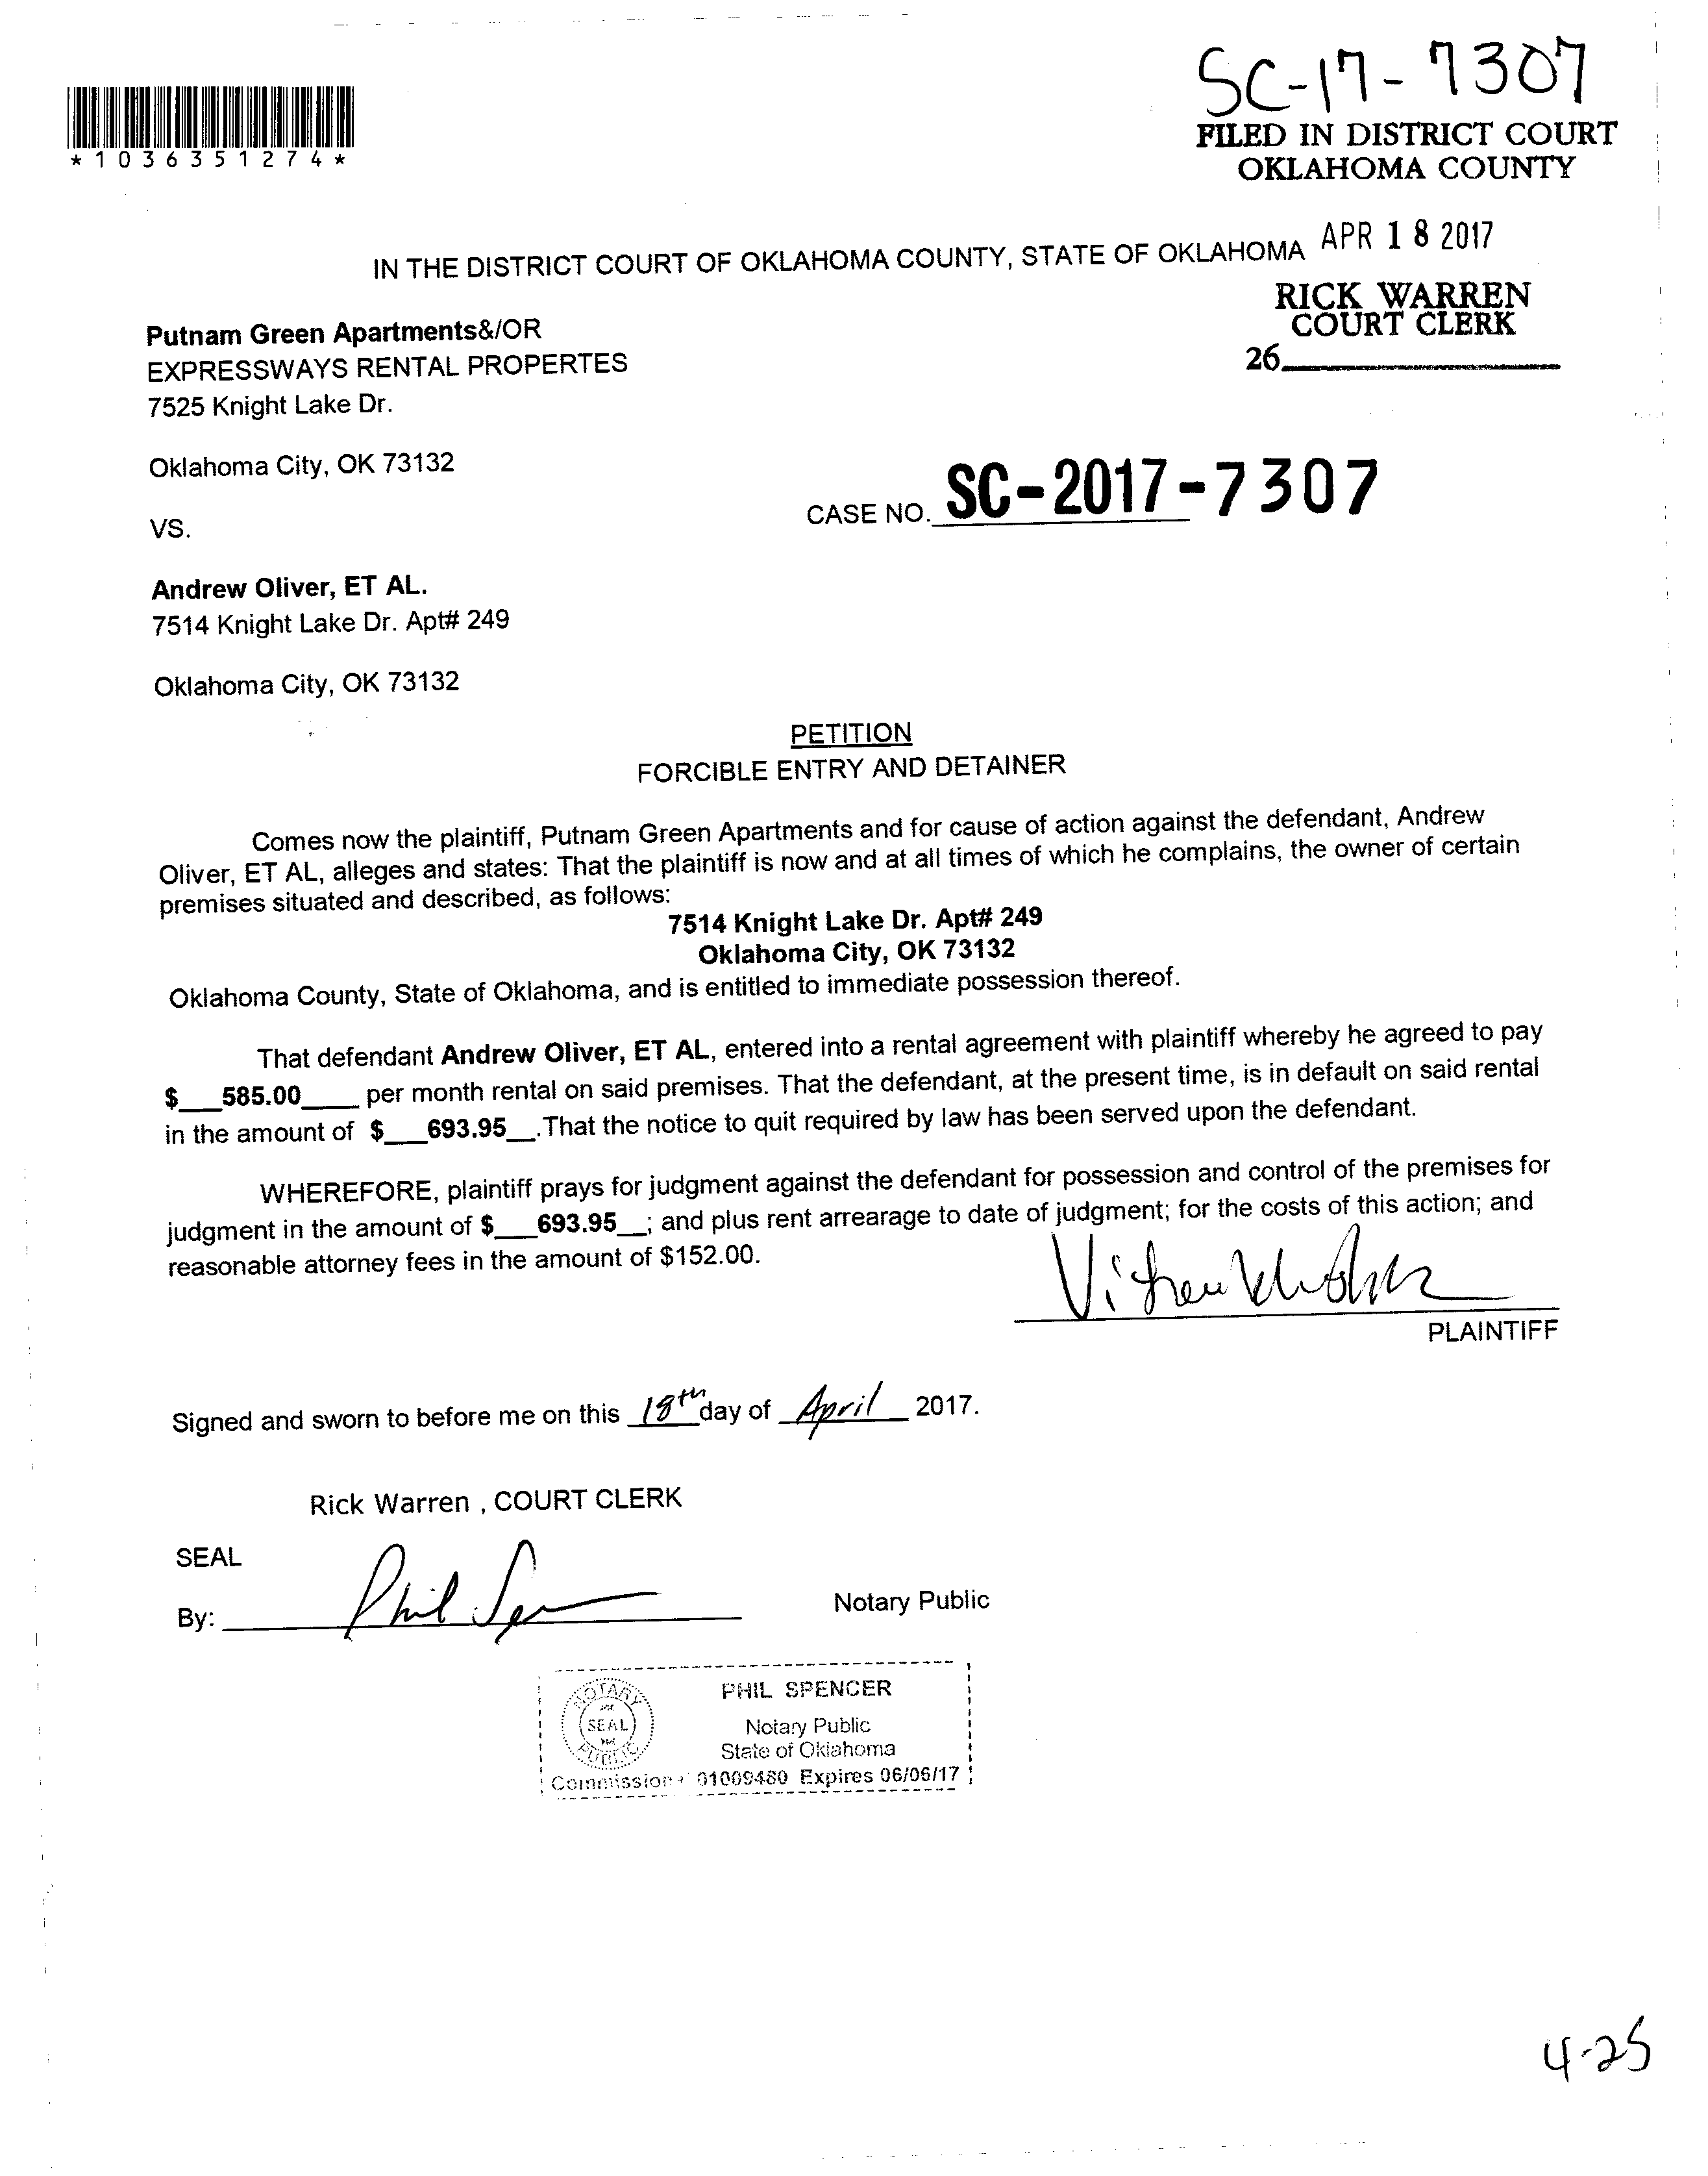 SC-17-7307
FILED IN DISTRICT COURT
OKLAHOMA COUNTY
*1036351274*
APR 18 2017
IN THE DISTRICT COURT OF OKLAHOMA COUNTY, STATE OF OKLAHOMA
RICK WARREN
COURT CLERK
26
Putnam Green Apartments&/OR
EXPRESSWAYS RENTAL PROPERTES
7525 Knight Lake Dr.
Oklahoma City, OK 73132
CASE NO. SC-2017-7307
VS.
Andrew Oliver, ET AL.
7514 Knight Lake Dr. Apt# 249
Oklahoma City, OK 73132
PETITION
FORCIBLE ENTRY AND DETAINER
Comes now the plaintiff, Putnam Green Apartments and for cause of action against the defendant, Andrew
Oliver, ET AL, alleges and states: That the plaintiff is now and at all times of which he complains, the owner of certain
premises situated and described, as follows:
7514 Knight Lake Dr. Apt# 249
Oklahoma City, OK 73132
Oklahoma County, State of Oklahoma, and is entitled to immediate possession thereof.
That defendant Andrew Oliver, ET AL, entered into a rental agreement with plaintiff whereby he agreed to pay
$___585.00____ per month rental on said premises. That the defendant, at the present time, is in default on said rental
in the amount of $___693.95__.That the notice to quit required by law has been served upon the defendant.
WHEREFORE, plaintiff prays for judgment against the defendant for possession and control of the premises for
judgment in the amount of $___693.95__; and plus rent arrearage to date of judgment; for the costs of this action; and
reasonable attorney fees in the amount of $152.00.
PLAINTIFF
Signed and sworn to before me on this 18th day of April 2017.
Rick Warren , COURT CLERK
SEAL
By: Phil Spencer
Notary Public
NOTARY
SEAL
PUBLIC
PHIL SPENCER
Notary Public
State of Oklahoma
Commission # 01009480 Expires 06/06/17
4-25